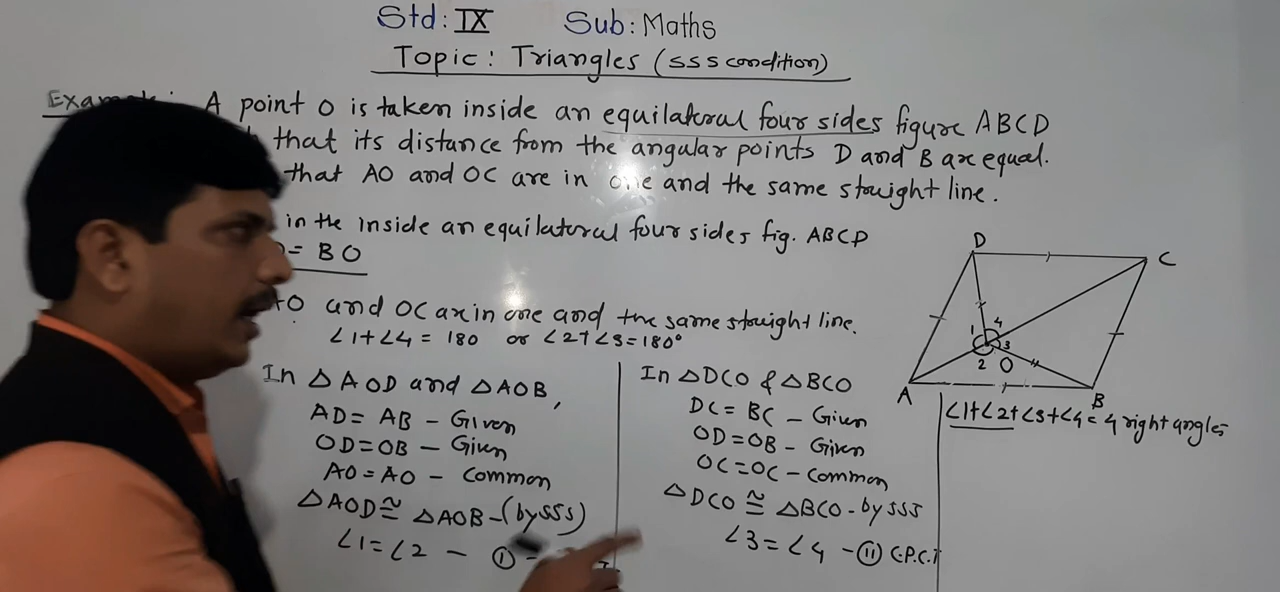 Std: IX Sub: Maths
Topic: Triangles (SSS condition)
A point O is taken inside an equilateral four sides figure ABCD
that its distance from the angular points D and B are equal.
that AO and OC are in one and the same straight line.
in the inside an equilateral four sides fig. ABCD
= BO
AO and OC are in one and the same straight line.
∠1+∠4 = 180 or ∠2+∠3=180°
In △AOD and △AOB,
AD = AB - Given
OD=OB - Given
AO = AO - Common
△AOD ≅ △AOB - (by SSS)
∠1=∠2 - ①
In △DCO & △BCO
DC = BC - Given
OD=OB - Given
OC=OC - Common
△DCO ≅ △BCO - by SSS
∠3=∠4 - ⑪ C.P.C.T
D
C
1 4
3
2 O
A
B
∠1+∠2+∠3+∠4=4 right angles